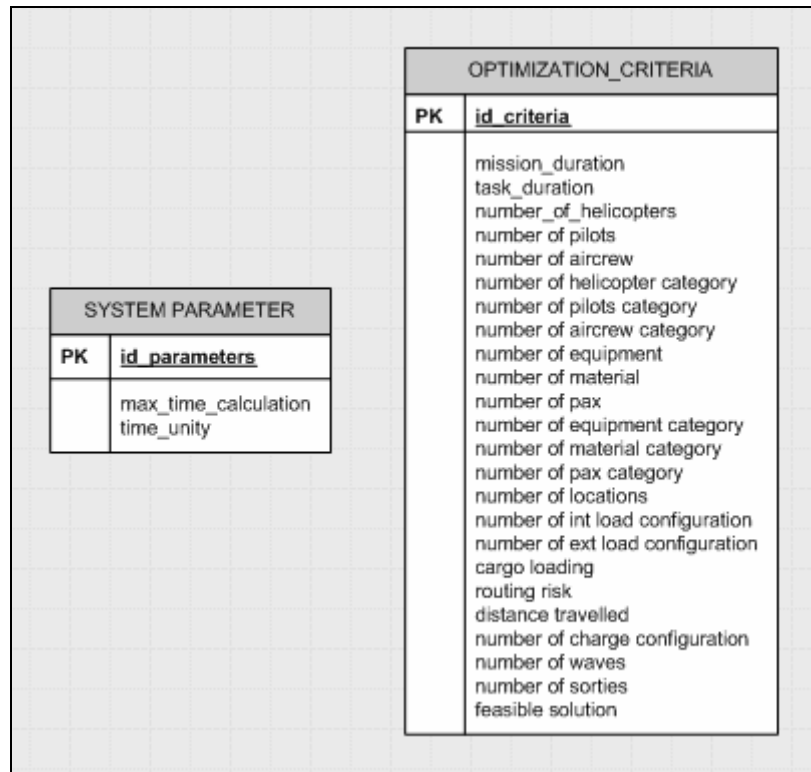 SYSTEM PARAMETER
PK id_parameters
max_time_calculation
time_unity
OPTIMIZATION_CRITERIA
PK id_criteria
mission_duration
task_duration
number_of_helicopters
number of pilots
number of aircrew
number of helicopter category
number of pilots category
number of aircrew category
number of equipment
number of material
number of pax
number of equipment category
number of material category
number of pax category
number of locations
number of int load configuration
number of ext load configuration
cargo loading
routing risk
distance travelled
number of charge configuration
number of waves
number of sorties
feasible solution